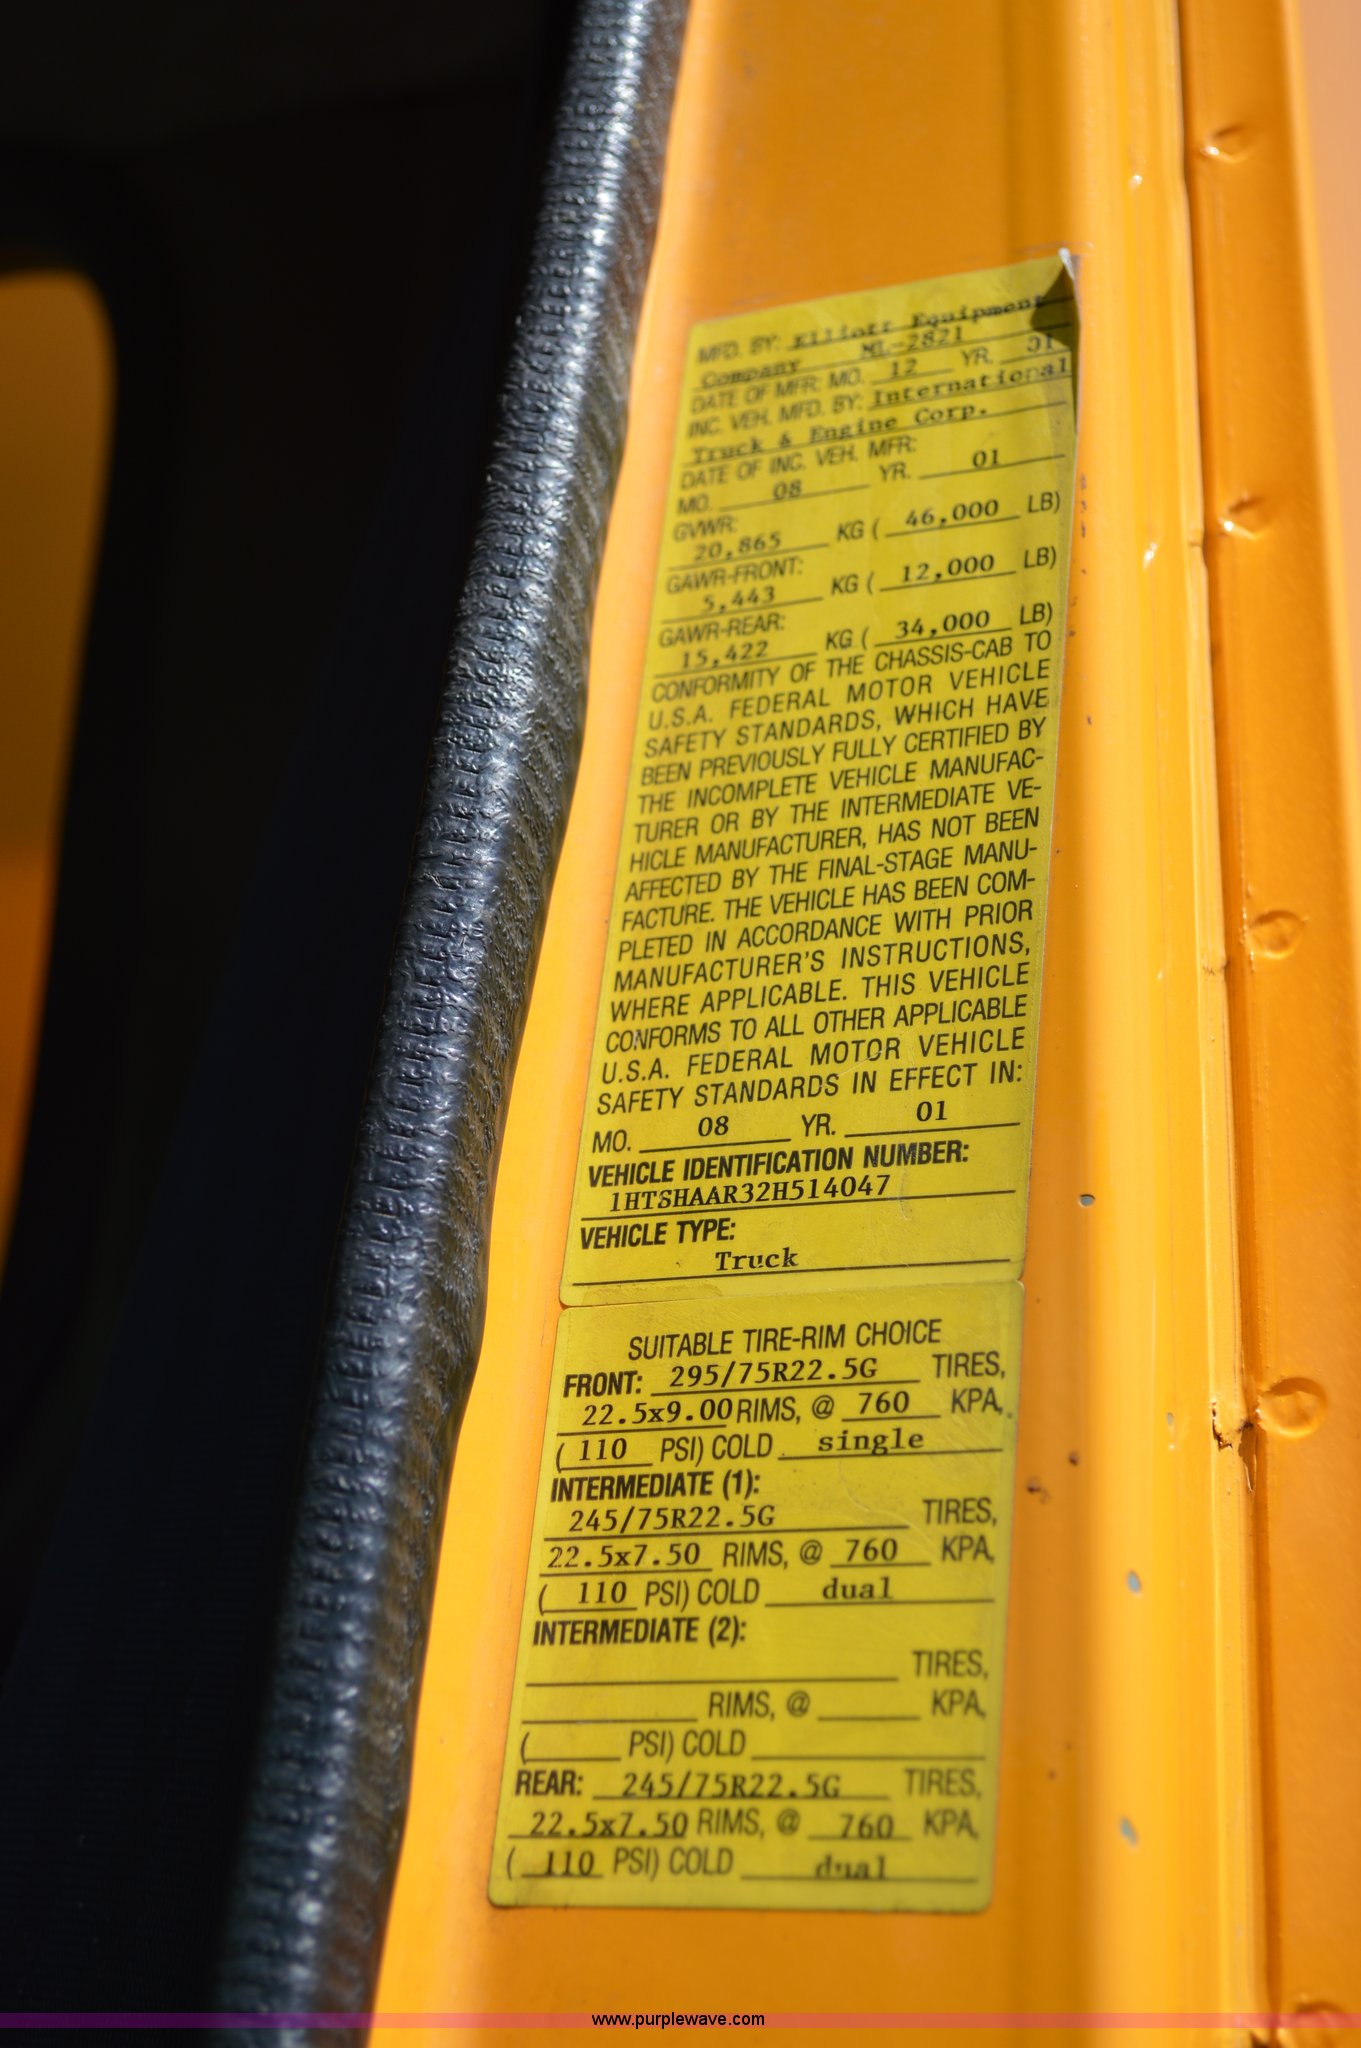 MFD. BY: Elliott Equipment
Company ML-2821
DATE OF MFR: MO. 12 YR. 01
INC. VEH. MFD. BY: International
Truck & Engine Corp.
DATE OF INC. VEH. MFR:
MO. 08 YR. 01
GVWR:
20,865 KG ( 46,000 LB)
GAWR-FRONT:
5,443 KG ( 12,000 LB)
GAWR-REAR:
15,422 KG ( 34,000 LB)
CONFORMITY OF THE CHASSIS-CAB TO
U.S.A. FEDERAL MOTOR VEHICLE
SAFETY STANDARDS, WHICH HAVE
BEEN PREVIOUSLY FULLY CERTIFIED BY
THE INCOMPLETE VEHICLE MANUFAC-
TURER OR BY THE INTERMEDIATE VE-
HICLE MANUFACTURER, HAS NOT BEEN
AFFECTED BY THE FINAL-STAGE MANU-
FACTURE. THE VEHICLE HAS BEEN COM-
PLETED IN ACCORDANCE WITH PRIOR
MANUFACTURER'S INSTRUCTIONS,
WHERE APPLICABLE. THIS VEHICLE
CONFORMS TO ALL OTHER APPLICABLE
U.S.A. FEDERAL MOTOR VEHICLE
SAFETY STANDARDS IN EFFECT IN:
MO. 08 YR. 01
VEHICLE IDENTIFICATION NUMBER:
1HTSHAAR32H514047
VEHICLE TYPE:
Truck
SUITABLE TIRE-RIM CHOICE
FRONT: 295/75R22.5G TIRES,
22.5x9.00 RIMS, @ 760 KPA,
( 110 PSI) COLD single
INTERMEDIATE (1):
245/75R22.5G TIRES,
22.5x7.50 RIMS, @ 760 KPA,
( 110 PSI) COLD dual
INTERMEDIATE (2):
TIRES,
RIMS, @ KPA,
( PSI) COLD
REAR: 245/75R22.5G TIRES,
22.5x7.50 RIMS, @ 760 KPA,
( 110 PSI) COLD dual
www.purplewave.com